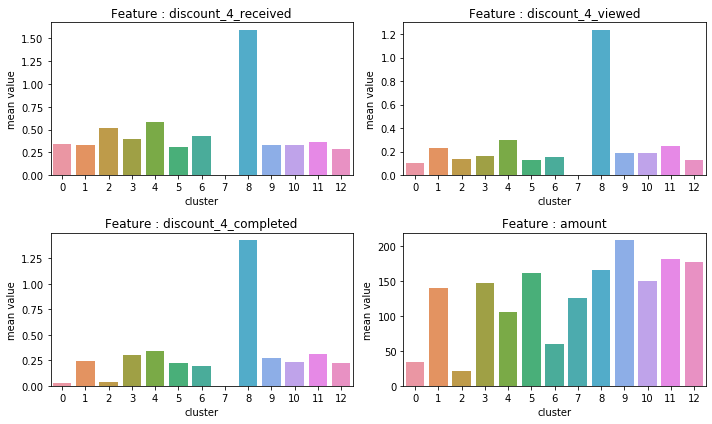 Feature : discount_4_received
mean value
1.50
1.25
1.00
0.75
0.50
0.25
0.00
0 1 2 3 4 5 6 7 8 9 10 11 12
cluster
Feature : discount_4_viewed
mean value
1.2
1.0
0.8
0.6
0.4
0.2
0.0
0 1 2 3 4 5 6 7 8 9 10 11 12
cluster
Feature : discount_4_completed
mean value
1.25
1.00
0.75
0.50
0.25
0.00
0 1 2 3 4 5 6 7 8 9 10 11 12
cluster
Feature : amount
mean value
200
150
100
50
0
0 1 2 3 4 5 6 7 8 9 10 11 12
cluster